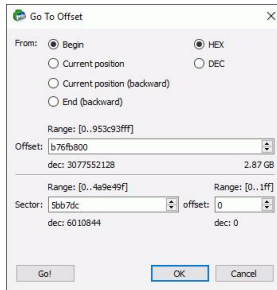 Go To Offset
From: Begin HEX
Current position DEC
Current position (backward)
End (backward)
Range: [0..953c93fff]
Offset: b76fb800
dec: 3077552128 2.87 GB
Range: [0..4a9e49f] Range: [0..1ff]
Sector: 5bb7dc offset: 0
dec: 6010844 dec: 0
Go! OK Cancel